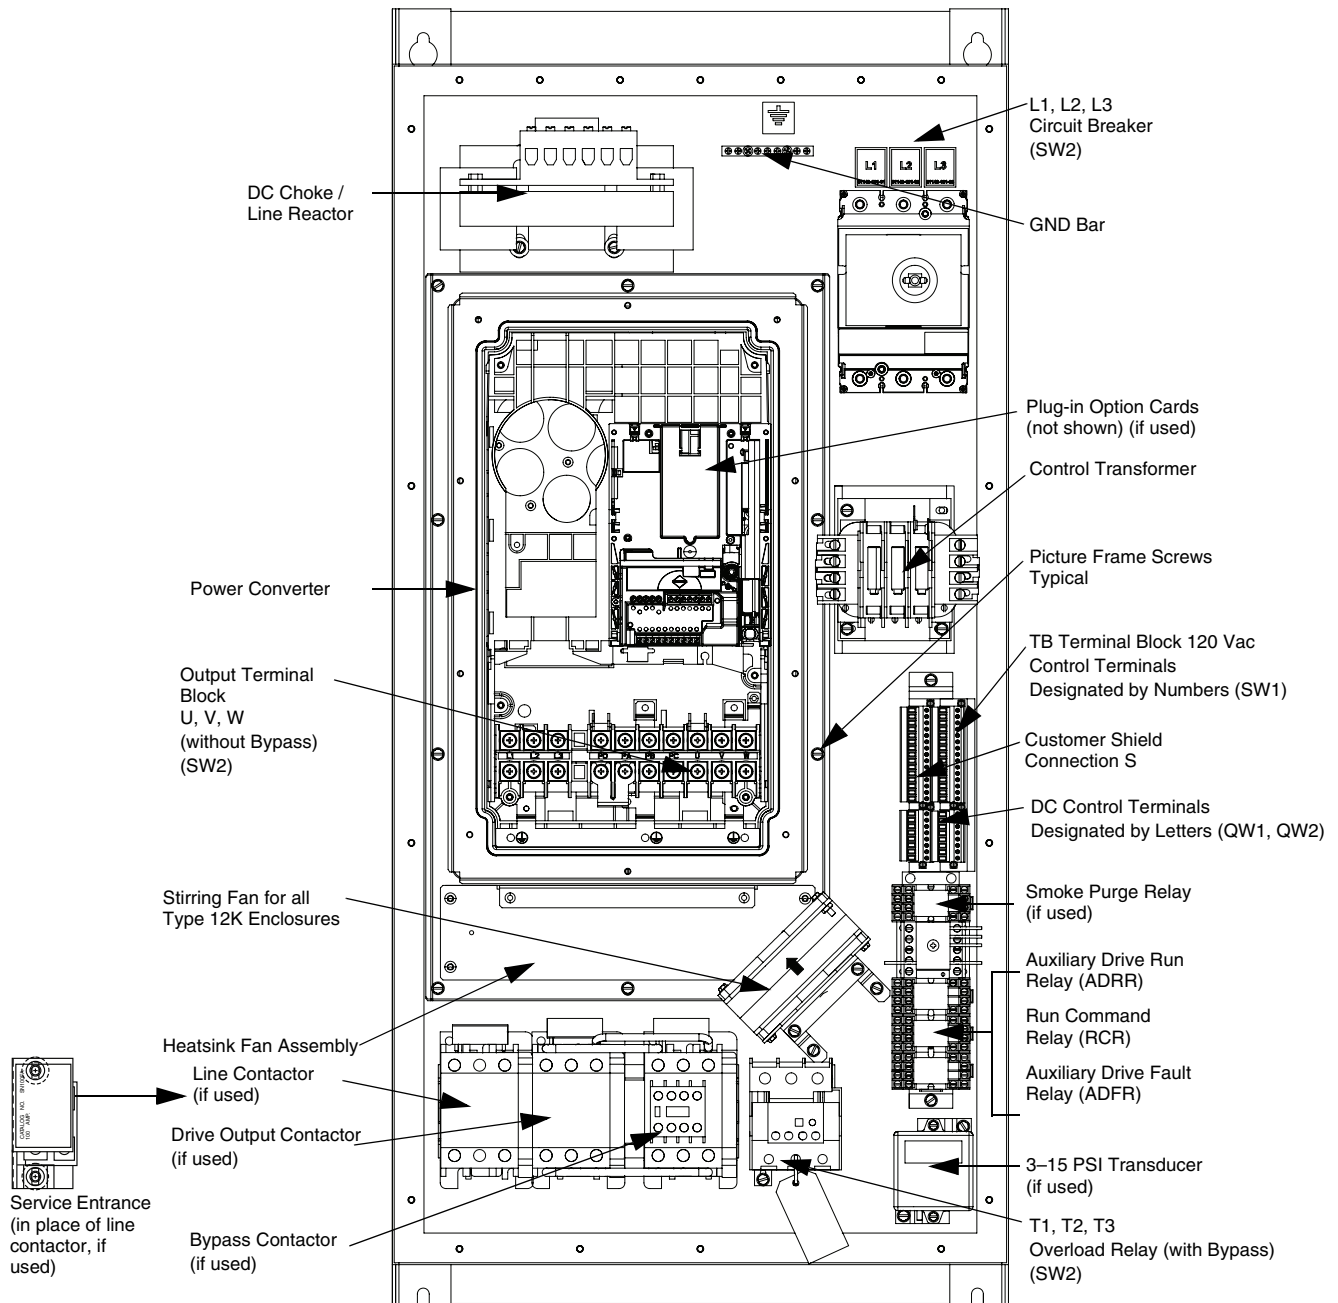 L1, L2, L3
Circuit Breaker
(SW2)
L1 L2 L3
DC Choke /
Line Reactor
GND Bar
Plug-in Option Cards
(not shown) (if used)
Control Transformer
Picture Frame Screws
Typical
Power Converter
TB Terminal Block 120 Vac
Control Terminals
Designated by Numbers (SW1)
Output Terminal
Block
U, V, W
(without Bypass)
(SW2)
Customer Shield
Connection S
DC Control Terminals
Designated by Letters (QW1, QW2)
Stirring Fan for all
Type 12K Enclosures
Smoke Purge Relay
(if used)
Auxiliary Drive Run
Relay (ADRR)
Run Command
Relay (RCR)
Auxiliary Drive Fault
Relay (ADFR)
Heatsink Fan Assembly
Line Contactor
(if used)
Drive Output Contactor
(if used)
Bypass Contactor
(if used)
CATALOG NO.
100 AMP.
Service Entrance
(in place of line
contactor, if
used)
3–15 PSI Transducer
(if used)
T1, T2, T3
Overload Relay (with Bypass)
(SW2)